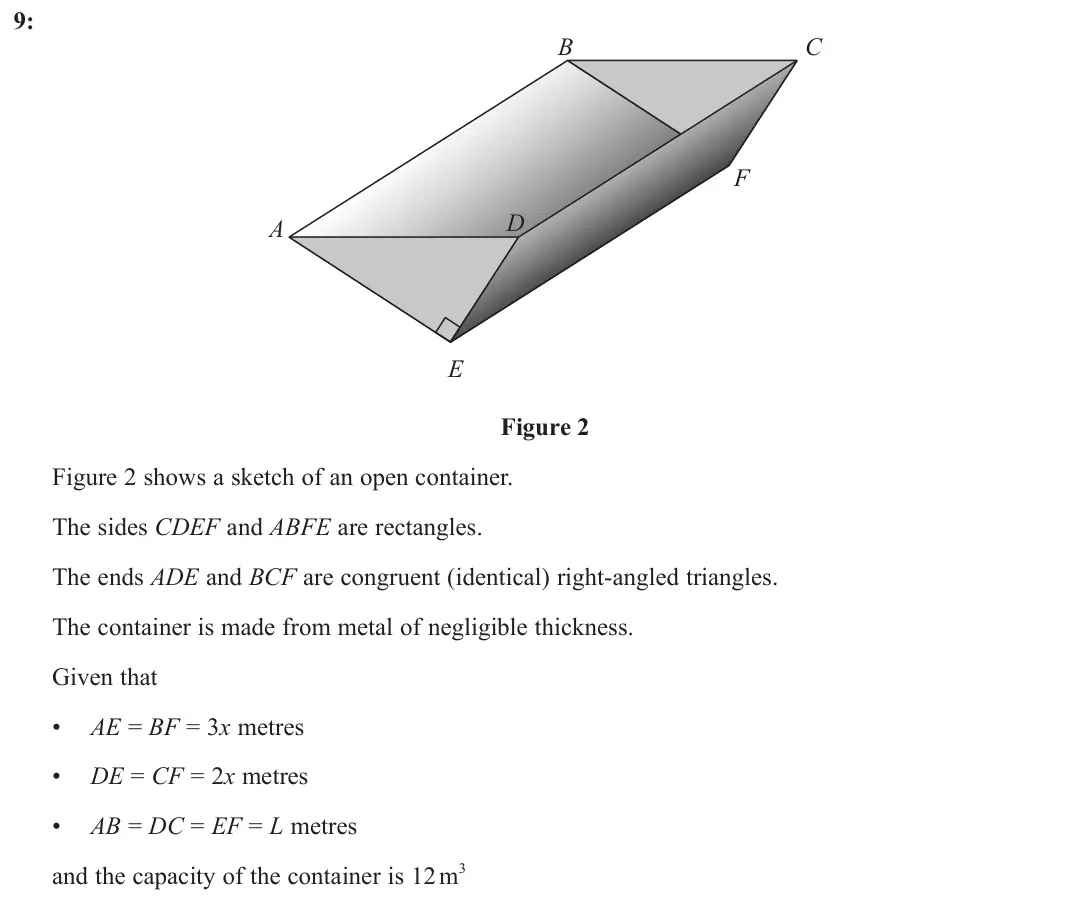 9:
B
C
F
A
D
E
Figure 2
Figure 2 shows a sketch of an open container.
The sides CDEF and ABFE are rectangles.
The ends ADE and BCF are congruent (identical) right-angled triangles.
The container is made from metal of negligible thickness.
Given that
• AE = BF = 3x metres
• DE = CF = 2x metres
• AB = DC = EF = L metres
and the capacity of the container is 12 m³